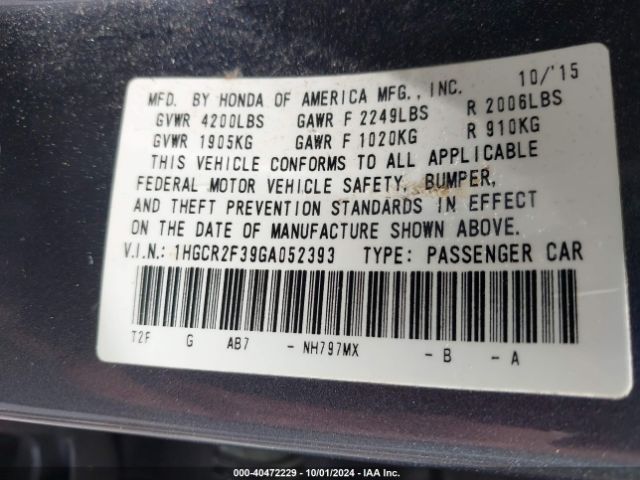 MFD. BY HONDA OF AMERICA MFG., INC. 10/'15
GVWR 4200LBS GAWR F 2249LBS R 2006LBS
GVWR 1905KG GAWR F 1020KG R 910KG
THIS VEHICLE CONFORMS TO ALL APPLICABLE
FEDERAL MOTOR VEHICLE SAFETY, BUMPER,
AND THEFT PREVENTION STANDARDS IN EFFECT
ON THE DATE OF MANUFACTURE SHOWN ABOVE.
V.I.N.: 1HGCR2F39GA052393 TYPE: PASSENGER CAR
T2F G AB7 - NH797MX - B - A
000-40472229 - 10/01/2024 - IAA Inc.